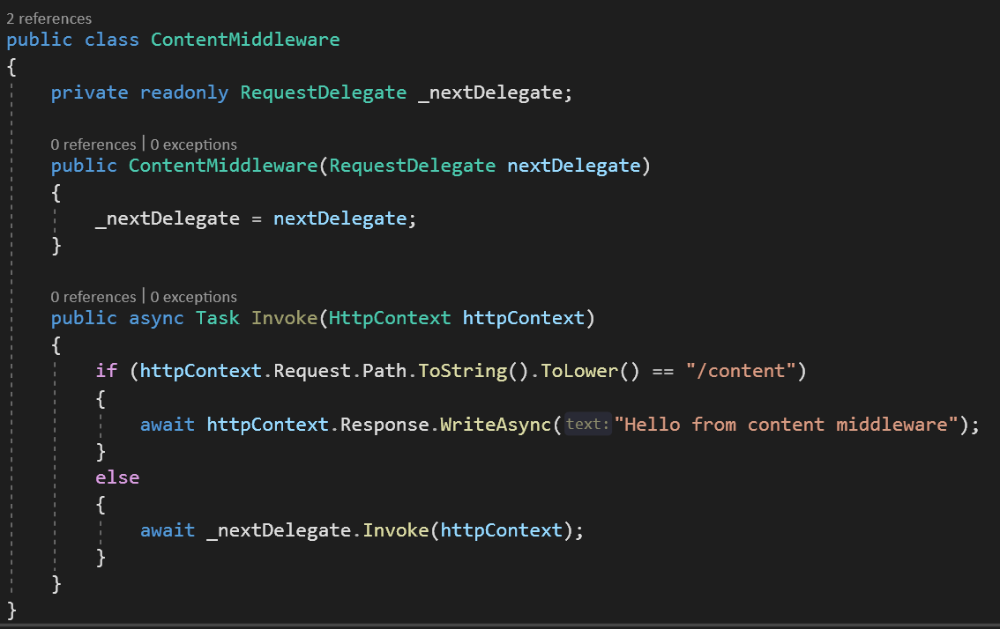 2 references
public class ContentMiddleware
{
    private readonly RequestDelegate _nextDelegate;
    0 references | 0 exceptions
    public ContentMiddleware(RequestDelegate nextDelegate)
    {
        _nextDelegate = nextDelegate;
    }
    0 references | 0 exceptions
    public async Task Invoke(HttpContext httpContext)
    {
        if (httpContext.Request.Path.ToString().ToLower() == "/content")
        {
            await httpContext.Response.WriteAsync(text:"Hello from content middleware");
        }
        else
        {
            await _nextDelegate.Invoke(httpContext);
        }
    }
}